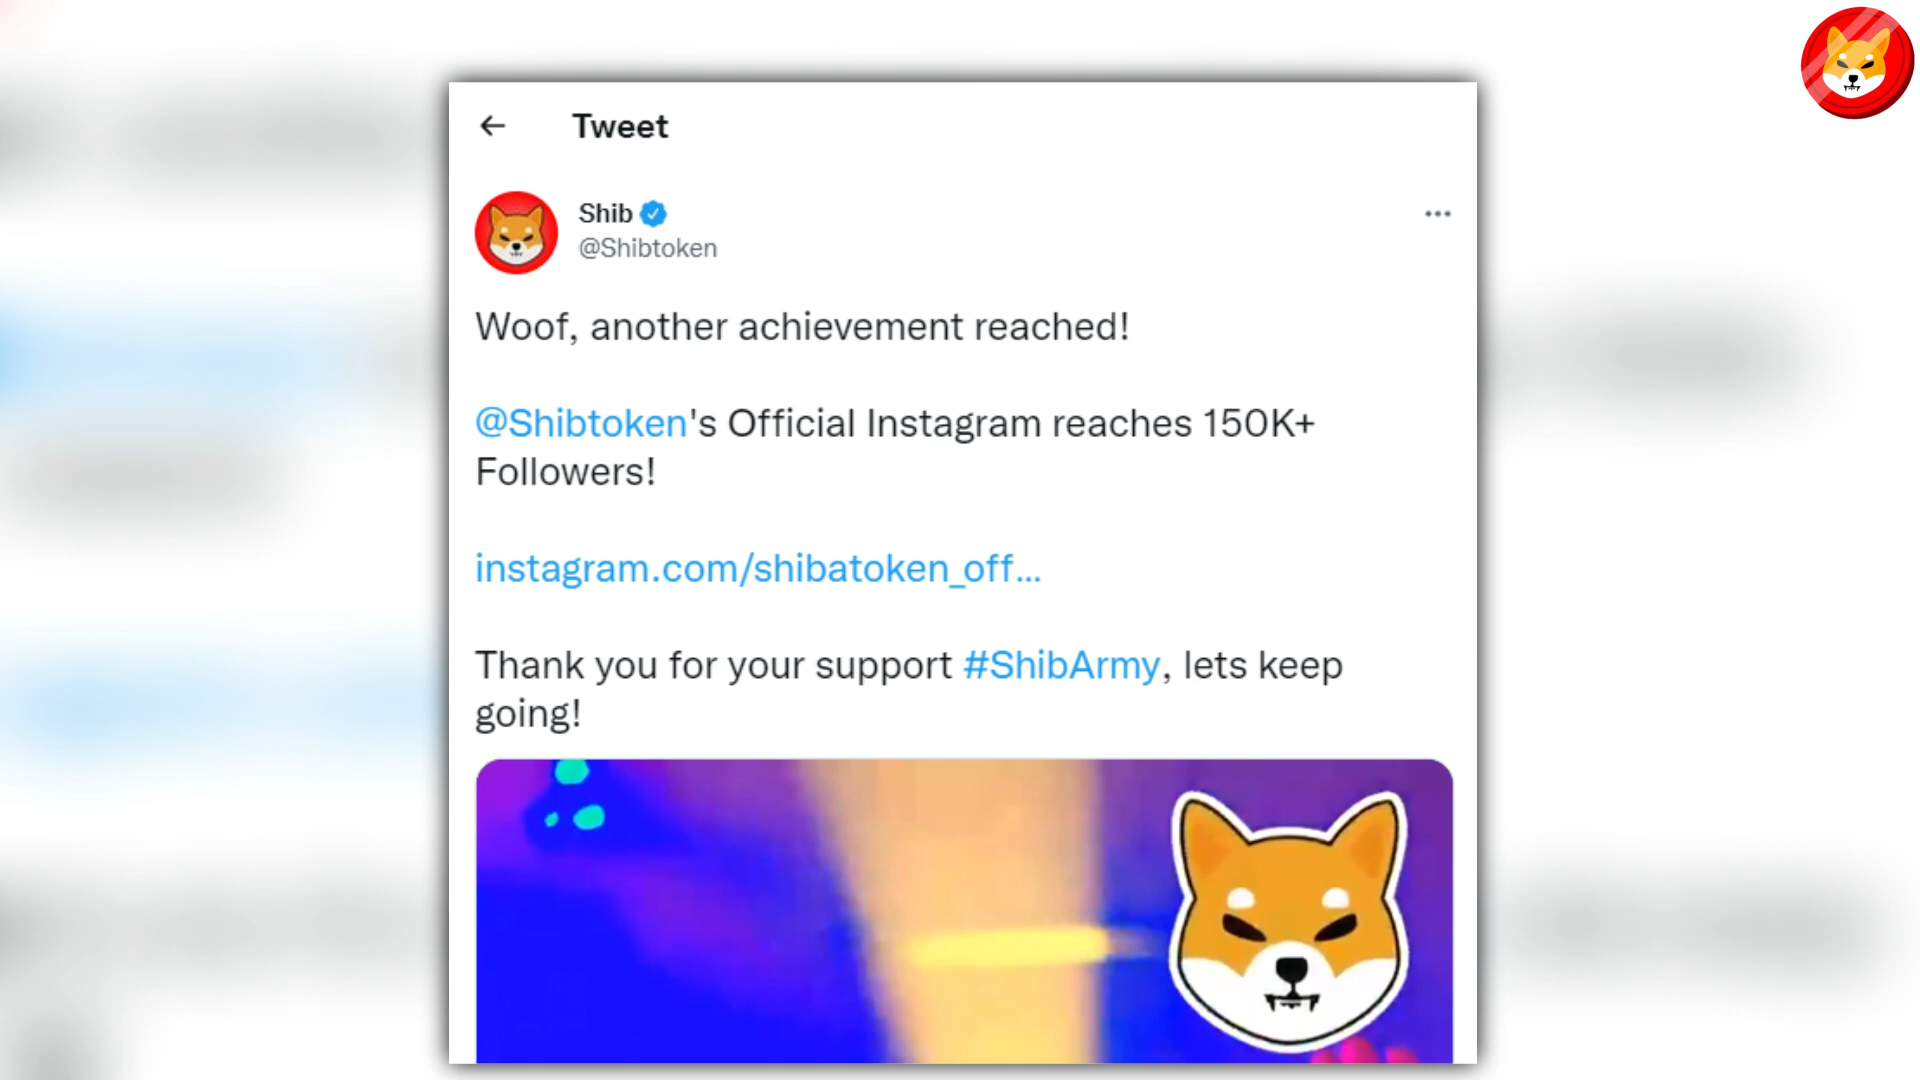 Tweet
Shib
@Shibtoken
Woof, another achievement reached!
@Shibtoken's Official Instagram reaches 150K+
Followers!
instagram.com/shibatoken_off...
Thank you for your support #ShibArmy, lets keep
going!